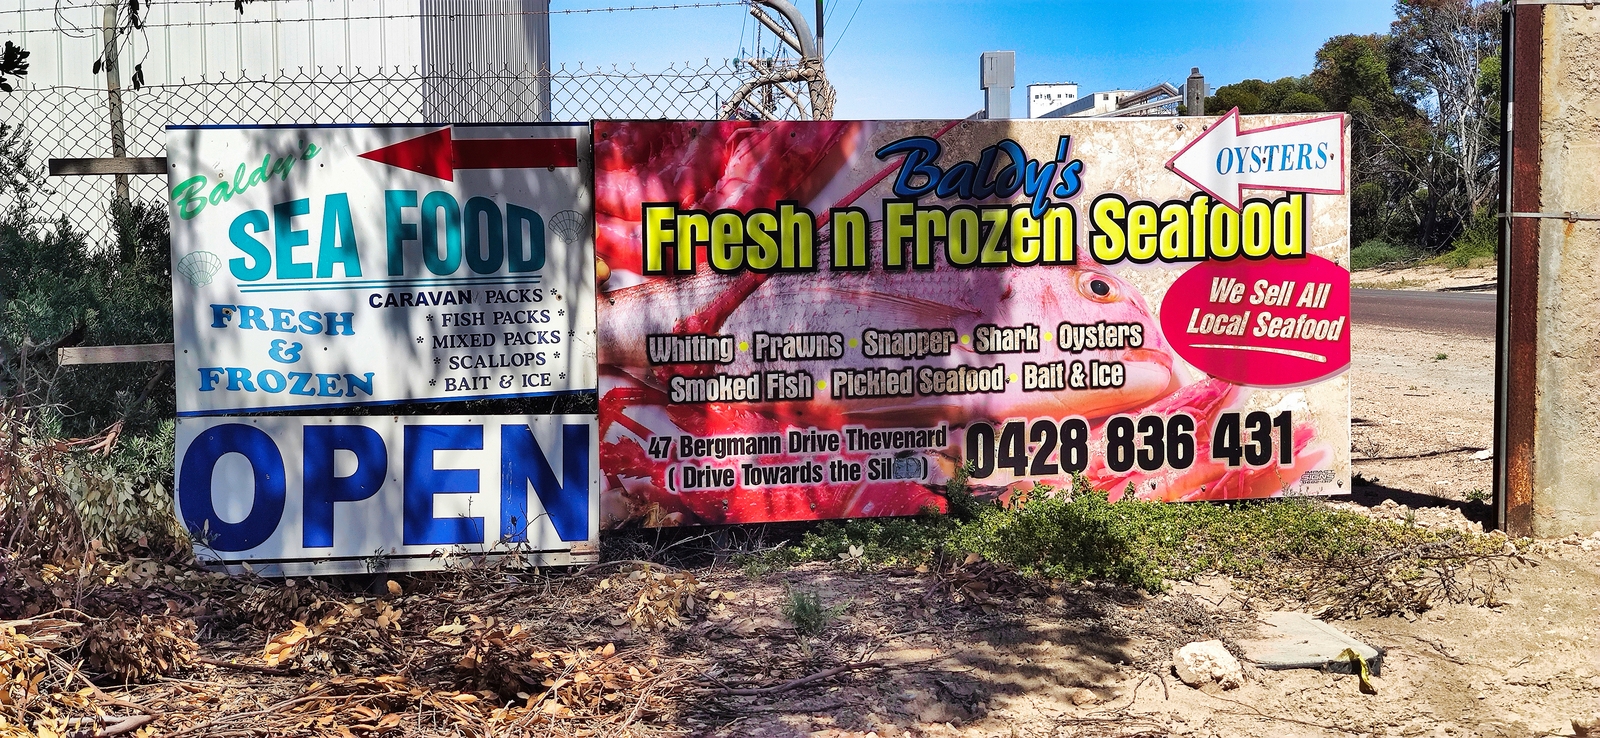 Baldy's
SEA FOOD
FRESH
&
FROZEN
CARAVAN PACKS *
* FISH PACKS *
* MIXED PACKS *
* SCALLOPS *
* BAIT & ICE *
OPEN
Baldy's
Fresh n Frozen Seafood
OYSTERS
We Sell All
Local Seafood
Whiting • Prawns • Snapper • Shark • Oysters
Smoked Fish • Pickled Seafood • Bait & Ice
47 Bergmann Drive Thevenard
( Drive Towards the
0428 836 431